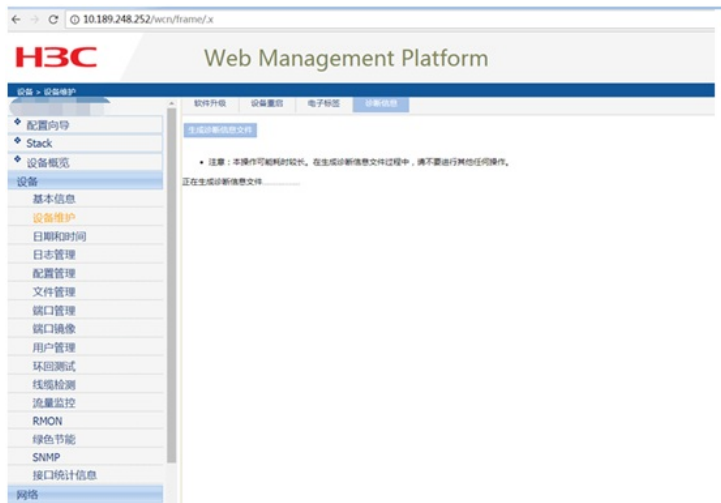 10.189.248.252/wcn/frame/.x
H3C
Web Management Platform
设备 > 设备维护
软件升级 设备重启 电子标签 诊断信息
生成诊断信息文件
• 注意：本操作可能耗时较长。在生成诊断信息文件过程中，请不要进行其他任何操作。
正在生成诊断信息文件..................
配置向导
Stack
设备概览
设备
基本信息
设备维护
日期和时间
日志管理
配置管理
文件管理
端口管理
端口镜像
用户管理
环回测试
线缆检测
流量监控
RMON
绿色节能
SNMP
接口统计信息
网络